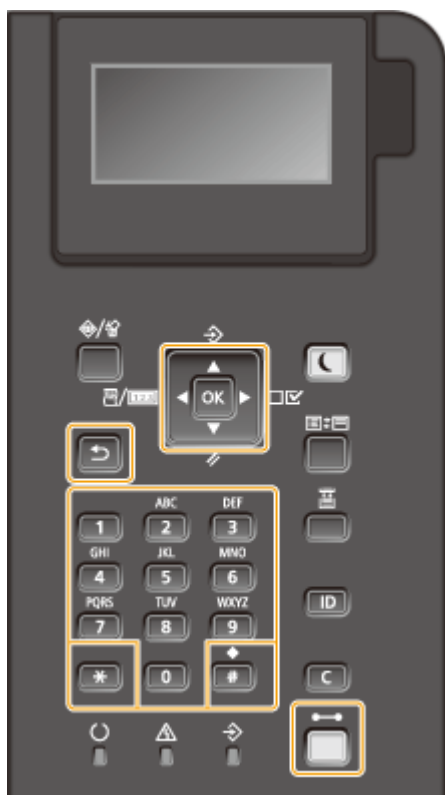 OK
ABC DEF
1 2 3
GHI JKL MNO
4 5 6
PQRS TUV WXYZ
7 8 9
* 0 #
ID
C